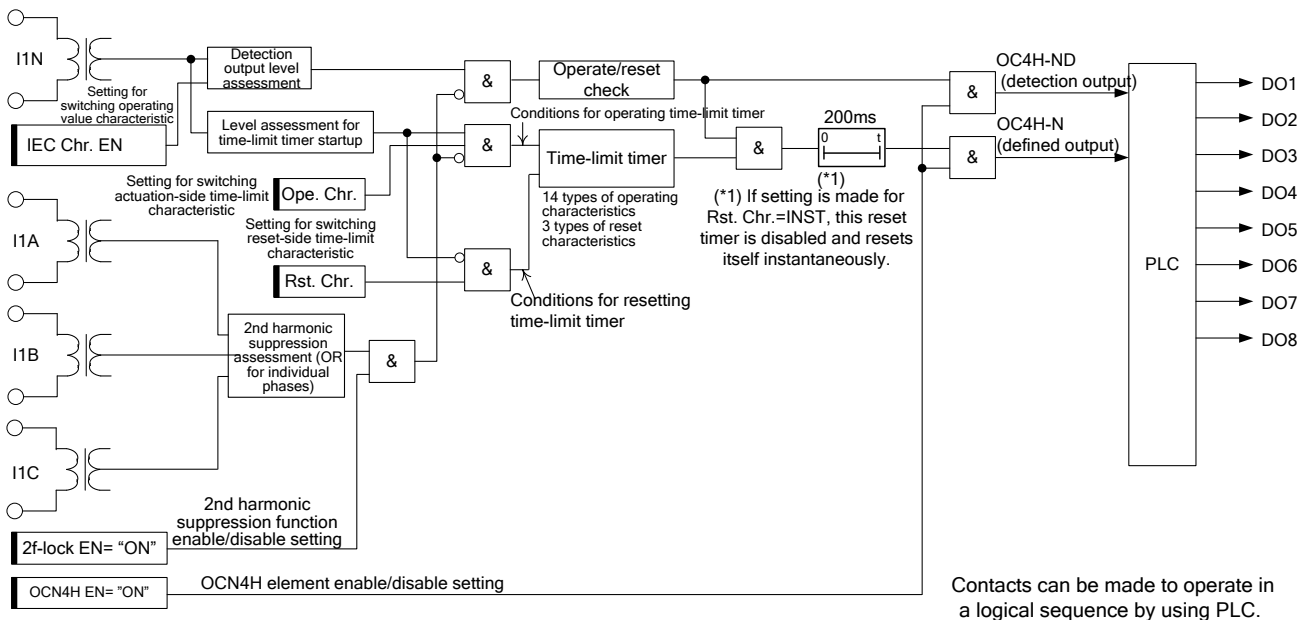 I1N
Detection
output level
assessment
Setting for
switching operating
value characteristic
IEC Chr. EN
Level assessment for
time-limit timer startup
&
Operate/reset
check
Conditions for operating time-limit timer
&
Time-limit timer
14 types of operating
characteristics
3 types of reset
characteristics
Setting for switching
actuation-side time-limit
characteristic
Ope. Chr.
Setting for switching
reset-side time-limit
characteristic
Rst. Chr.
&
Conditions for resetting
time-limit timer
&
200ms
0 t
(*1)
(*1) If setting is made for
Rst. Chr.=INST, this reset
timer is disabled and resets
itself instantaneously.
&
OC4H-ND
(detection output)
&
OC4H-N
(defined output)
PLC
DO1
DO2
DO3
DO4
DO5
DO6
DO7
DO8
I1A
I1B
I1C
2nd harmonic
suppression
assessment (OR
for individual
phases)
&
2nd harmonic
suppression function
enable/disable setting
2f-lock EN= “ON”
OCN4H EN= ”ON”
OCN4H element enable/disable setting
Contacts can be made to operate in
a logical sequence by using PLC.